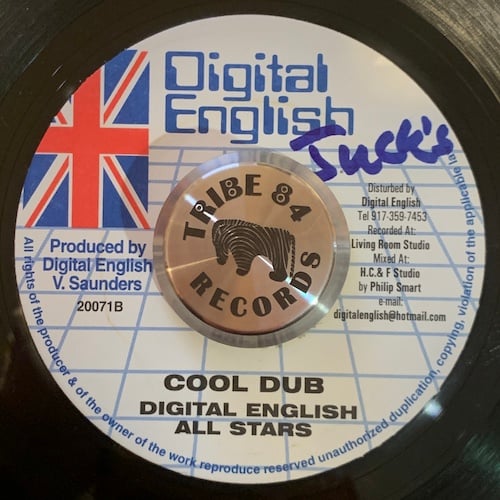 Digital
English
Juck's
TRIBE 84
RECORDS
Produced by
Digital English
V. Saunders
20071B
Disturbed by
Digital English
Tel 917-359-7453
Recorded At:
Living Room Studio
Mixed At:
H.C.& F Studio
by Philip Smart
e-mail:
digitalenglish@hotmail.com
COOL DUB
DIGITAL ENGLISH
ALL STARS
All rights of the producer & of the owner of the work reproduce reserved unauthorized duplication, copying, violation of the applicable la